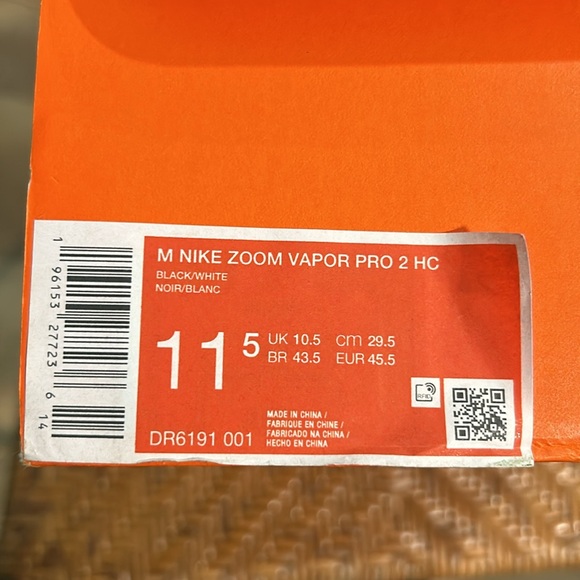 M NIKE ZOOM VAPOR PRO 2 HC
BLACK/WHITE
NOIR/BLANC
11 5
UK 10.5 cm 29.5
BR 43.5 EUR 45.5
RFID
MADE IN CHINA /
FABRIQUE EN CHINE /
FABRICADO NA CHINA /
HECHO EN CHINA
DR6191 001
1 96153 27723 6 14